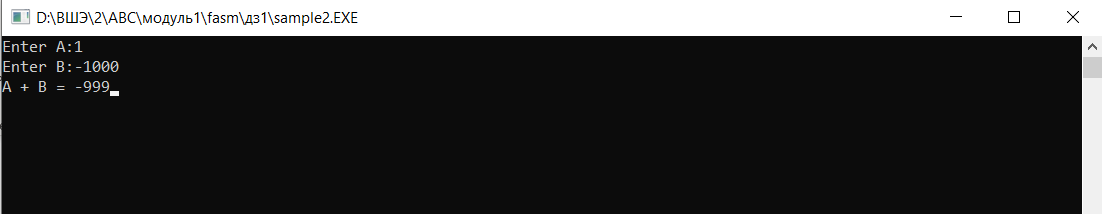 D:\ВШЭ\2\АВС\модуль1\fasm\дз1\sample2.EXE
Enter A:1
Enter B:-1000
A + B = -999